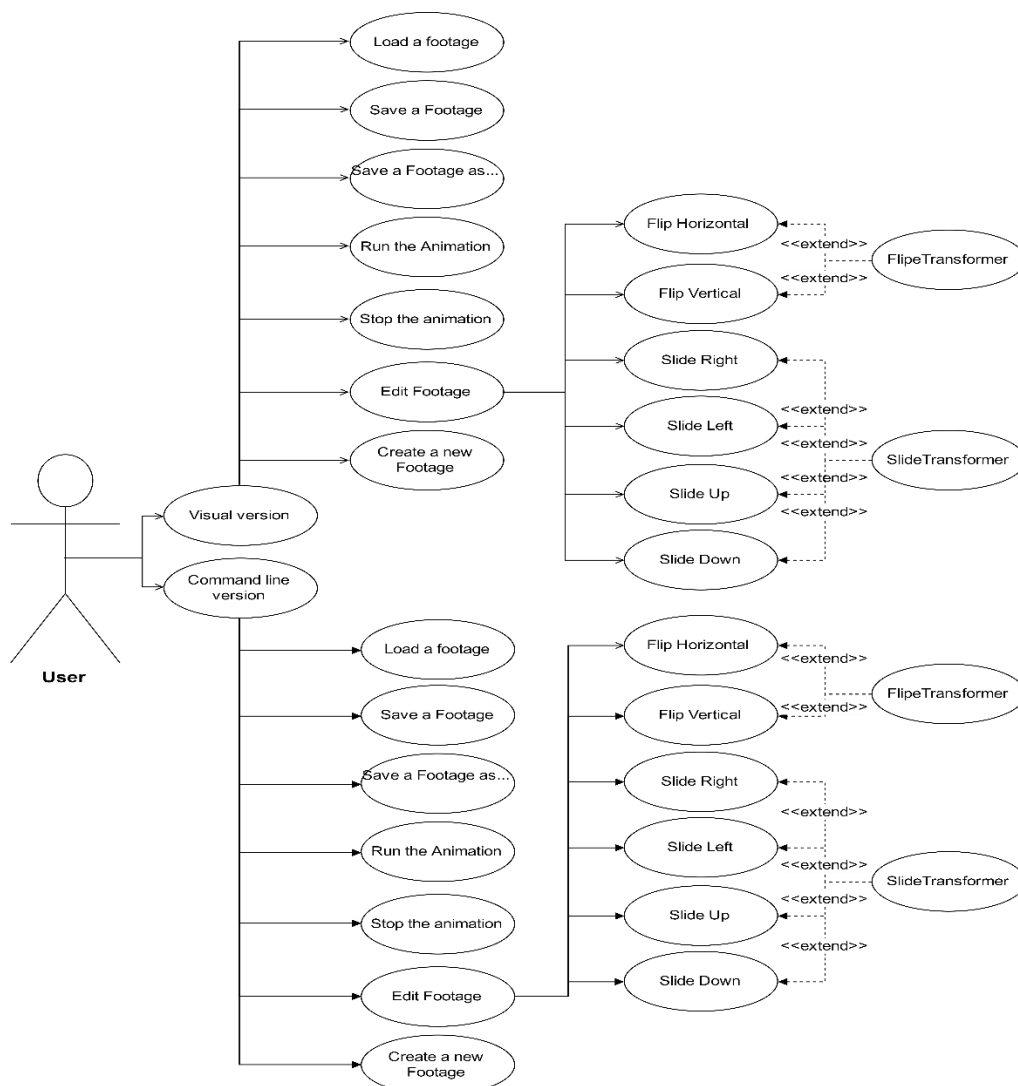 Load a footage
Save a Footage
Save a Footage as...
Run the Animation
Stop the animation
Edit Footage
Create a new
Footage
Flip Horizontal
Flip Vertical
Slide Right
Slide Left
Slide Up
Slide Down
<<extend>>
<<extend>>
FlipeTransformer
<<extend>>
<<extend>>
<<extend>>
<<extend>>
SlideTransformer
Visual version
Command line
version
User
Load a footage
Save a Footage
Save a Footage as...
Run the Animation
Stop the animation
Edit Footage
Create a new
Footage
Flip Horizontal
Flip Vertical
Slide Right
Slide Left
Slide Up
Slide Down
<<extend>>
<<extend>>
FlipeTransformer
<<extend>>
<<extend>>
<<extend>>
<<extend>>
SlideTransformer